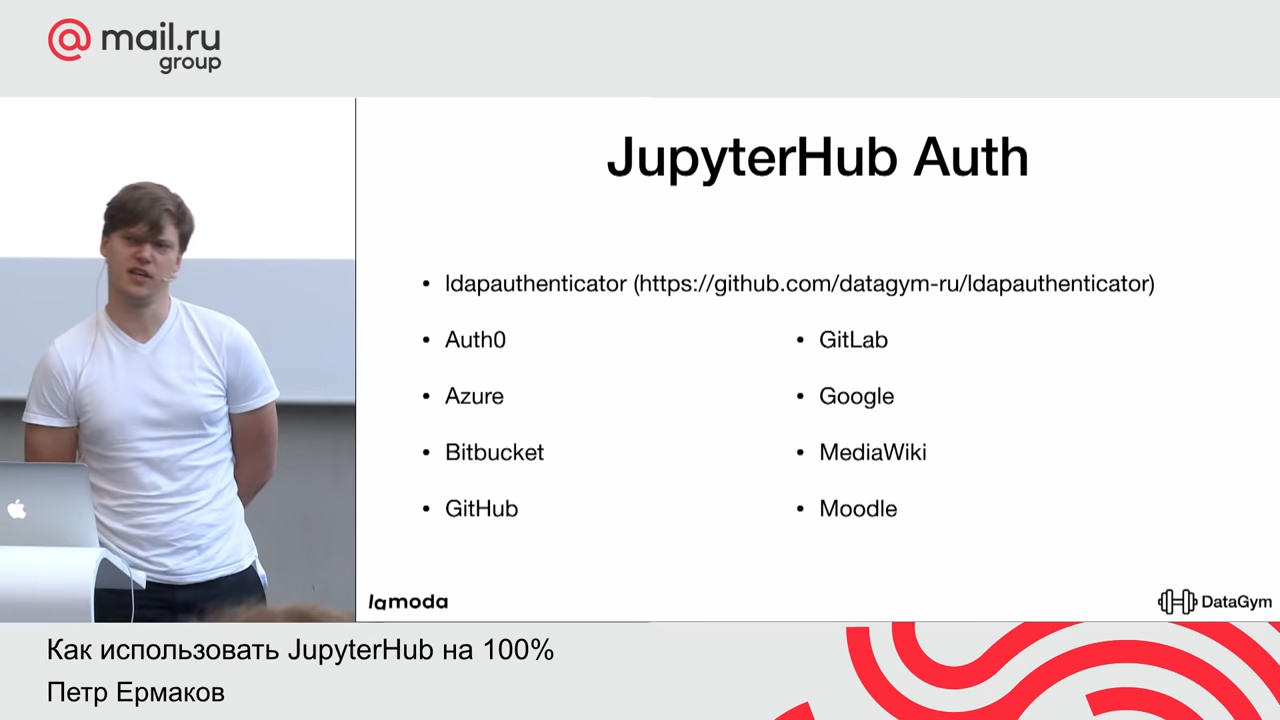 mail.ru
group
JupyterHub Auth
• ldapauthenticator (https://github.com/datagym-ru/ldapauthenticator)
• Auth0
• Azure
• Bitbucket
• GitHub
• GitLab
• Google
• MediaWiki
• Moodle
lamoda
DataGym
Как использовать JupyterHub на 100%
Петр Ермаков